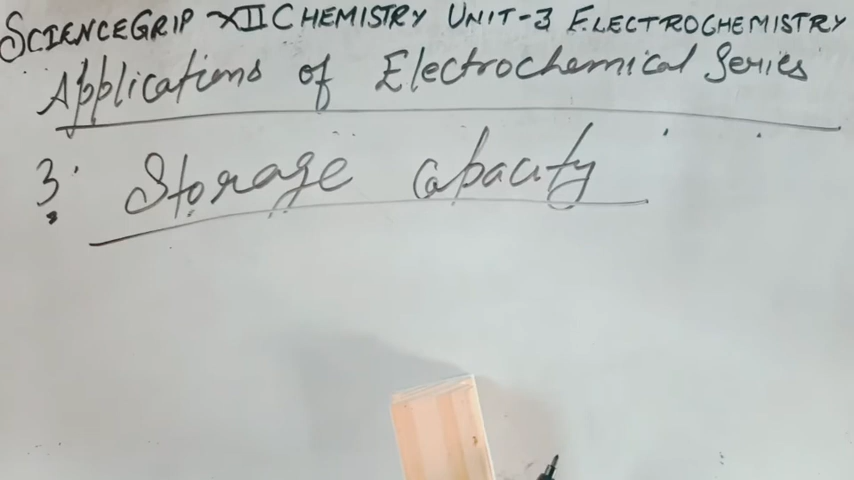 SCIENCEGRIP XII CHEMISTRY UNIT-3 ELECTROCHEMISTRY
Applications of Electrochemical Series
3. Storage capacity